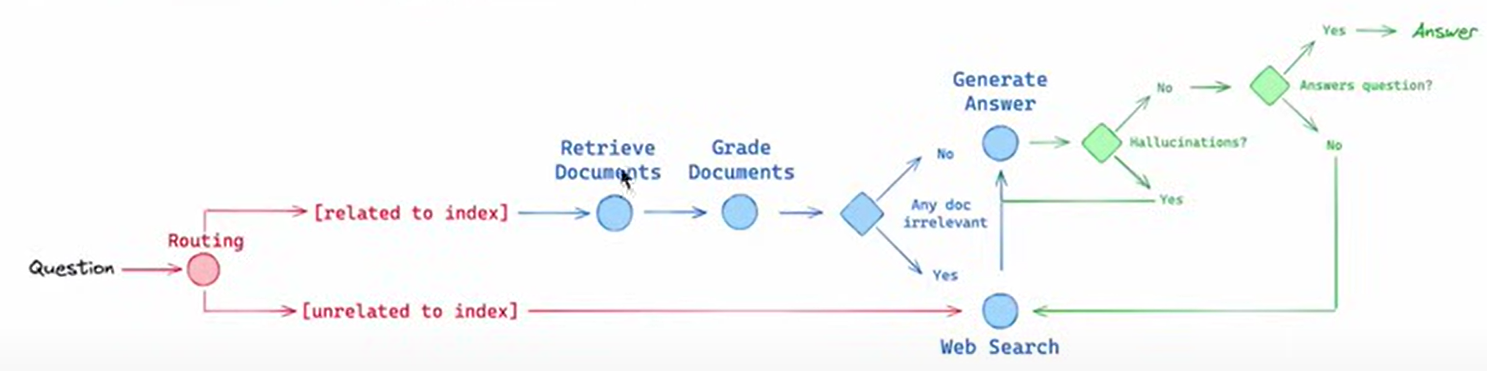 Question
Routing
[related to index]
[unrelated to index]
Retrieve
Documents
Grade
Documents
No
Any doc
irrelevant
Yes
Generate
Answer
Web Search
Hallucinations?
No
Yes
Answers question?
Yes
Answer
No